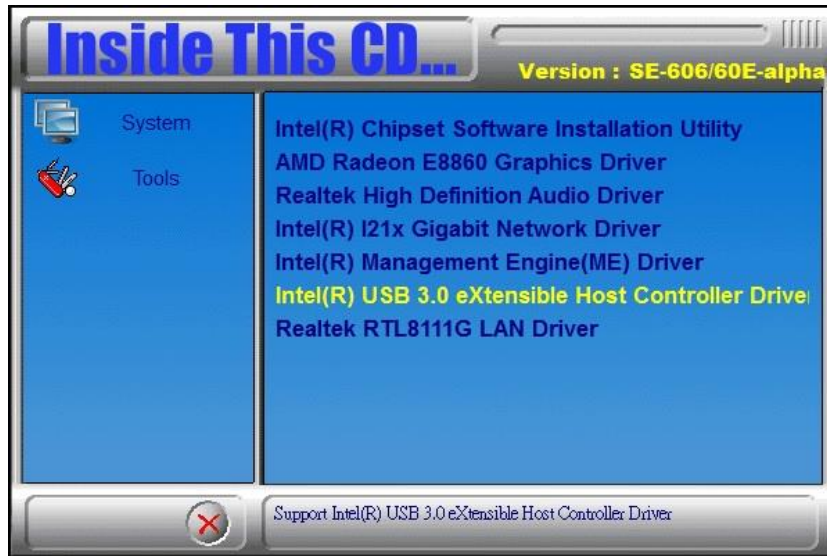 Inside This CD...
Version : SE-606/60E-alpha
System
Tools
Intel(R) Chipset Software Installation Utility
AMD Radeon E8860 Graphics Driver
Realtek High Definition Audio Driver
Intel(R) I21x Gigabit Network Driver
Intel(R) Management Engine(ME) Driver
Intel(R) USB 3.0 eXtensible Host Controller Drive
Realtek RTL8111G LAN Driver
Support Intel(R) USB 3.0 eXtensible Host Controller Driver